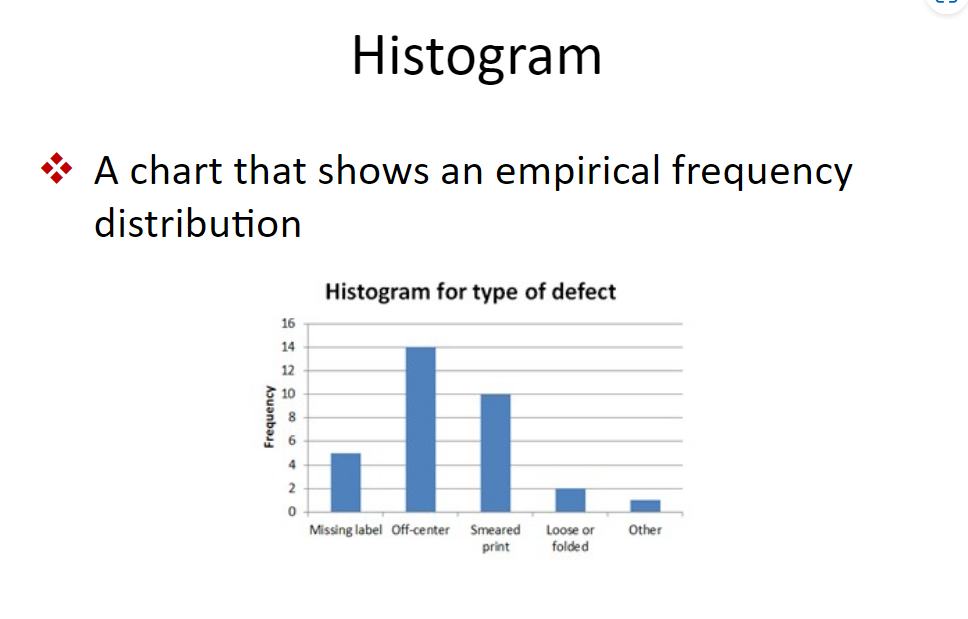 Histogram
❖ A chart that shows an empirical frequency
distribution
Histogram for type of defect
16
14
12
10
8
6
4
2
0
Frequency
Missing label Off-center Smeared Loose or Other
print folded